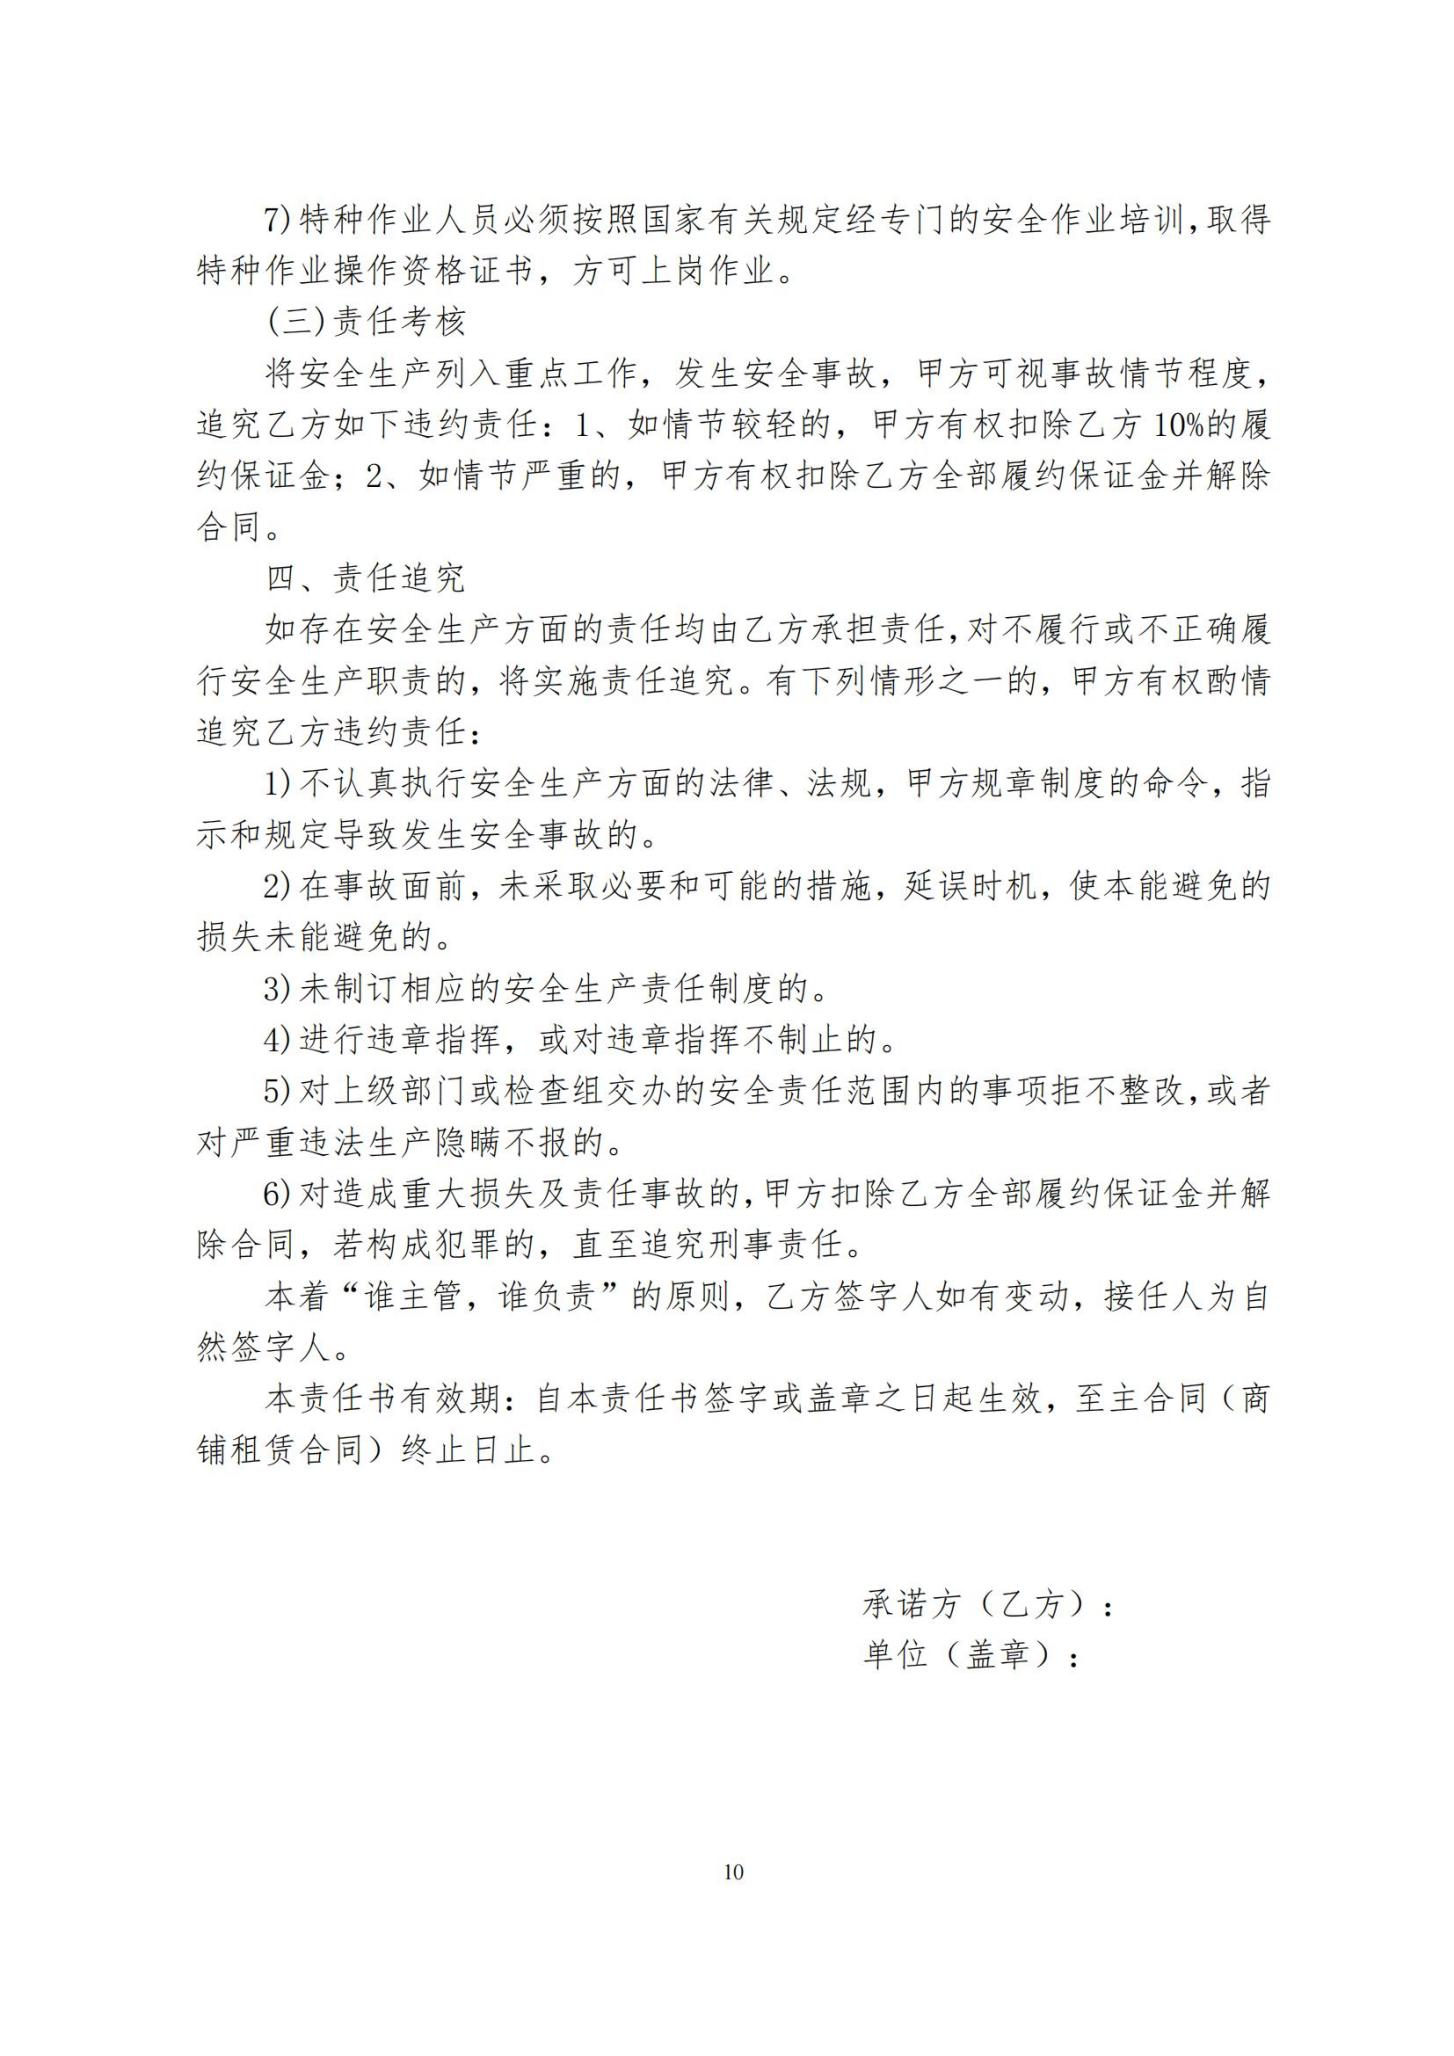 7)特种作业人员必须按照国家有关规定经专门的安全作业培训,取得
特种作业操作资格证书，方可上岗作业。
(三)责任考核
将安全生产列入重点工作，发生安全事故，甲方可视事故情节程度，
追究乙方如下违约责任：1、如情节较轻的，甲方有权扣除乙方 10%的履
约保证金；2、如情节严重的，甲方有权扣除乙方全部履约保证金并解除
合同。
四、责任追究
如存在安全生产方面的责任均由乙方承担责任,对不履行或不正确履
行安全生产职责的，将实施责任追究。有下列情形之一的，甲方有权酌情
追究乙方违约责任：
1)不认真执行安全生产方面的法律、法规，甲方规章制度的命令，指
示和规定导致发生安全事故的。
2)在事故面前，未采取必要和可能的措施，延误时机，使本能避免的
损失未能避免的。
3)未制订相应的安全生产责任制度的。
4)进行违章指挥，或对违章指挥不制止的。
5)对上级部门或检查组交办的安全责任范围内的事项拒不整改,或者
对严重违法生产隐瞒不报的。
6)对造成重大损失及责任事故的,甲方扣除乙方全部履约保证金并解
除合同，若构成犯罪的，直至追究刑事责任。
本着“谁主管，谁负责”的原则，乙方签字人如有变动，接任人为自
然签字人。
本责任书有效期：自本责任书签字或盖章之日起生效，至主合同（商
铺租赁合同）终止日止。
承诺方（乙方）：
单位（盖章）：
10